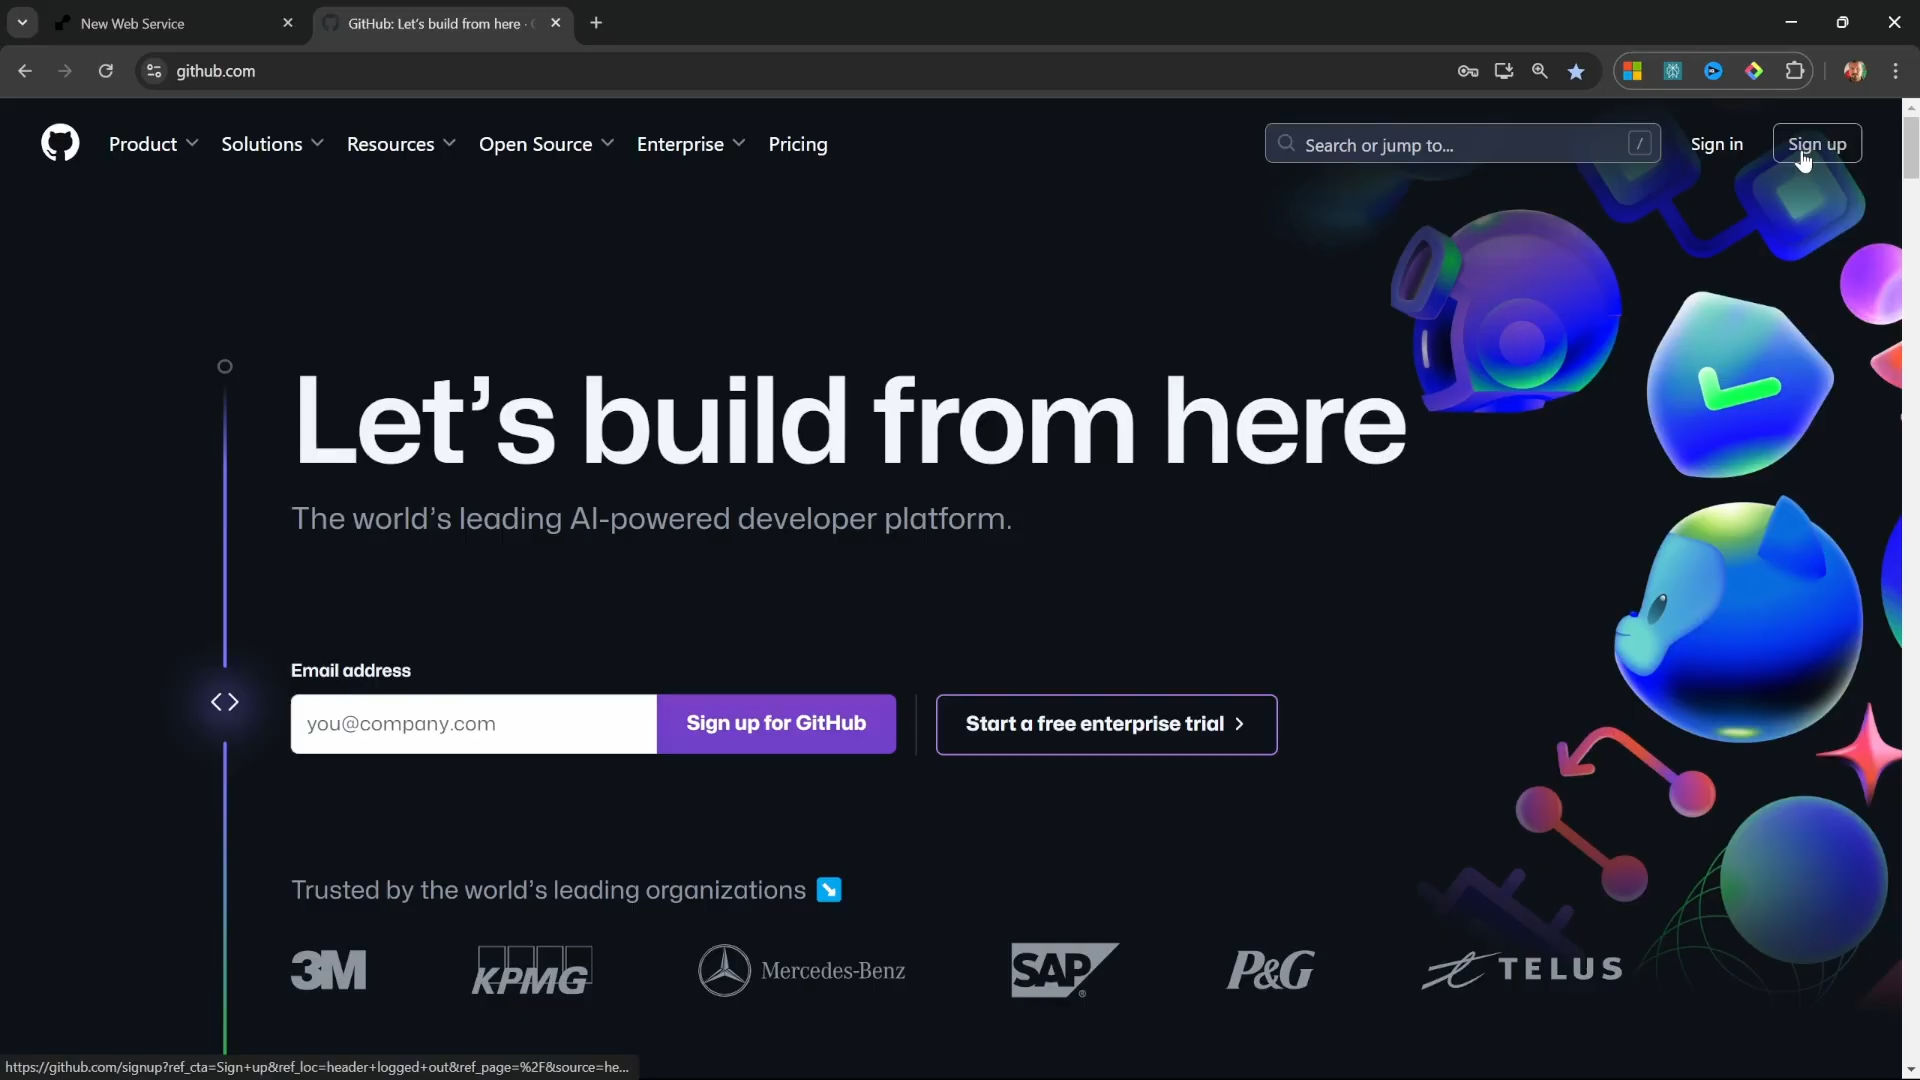 New Web Service
GitHub: Let's build from here ·
github.com
Product
Solutions
Resources
Open Source
Enterprise
Pricing
Search or jump to...
/
Sign in
Sign up
Let's build from here
The world's leading AI-powered developer platform.
Email address
you@company.com
Sign up for GitHub
Start a free enterprise trial
Trusted by the world's leading organizations
3M
KPMG
Mercedes-Benz
SAP
P&G
TELUS
https://github.com/signup?ref_cta=Sign+up&ref_loc=header+logged+out&ref_page=%2F&source=he...